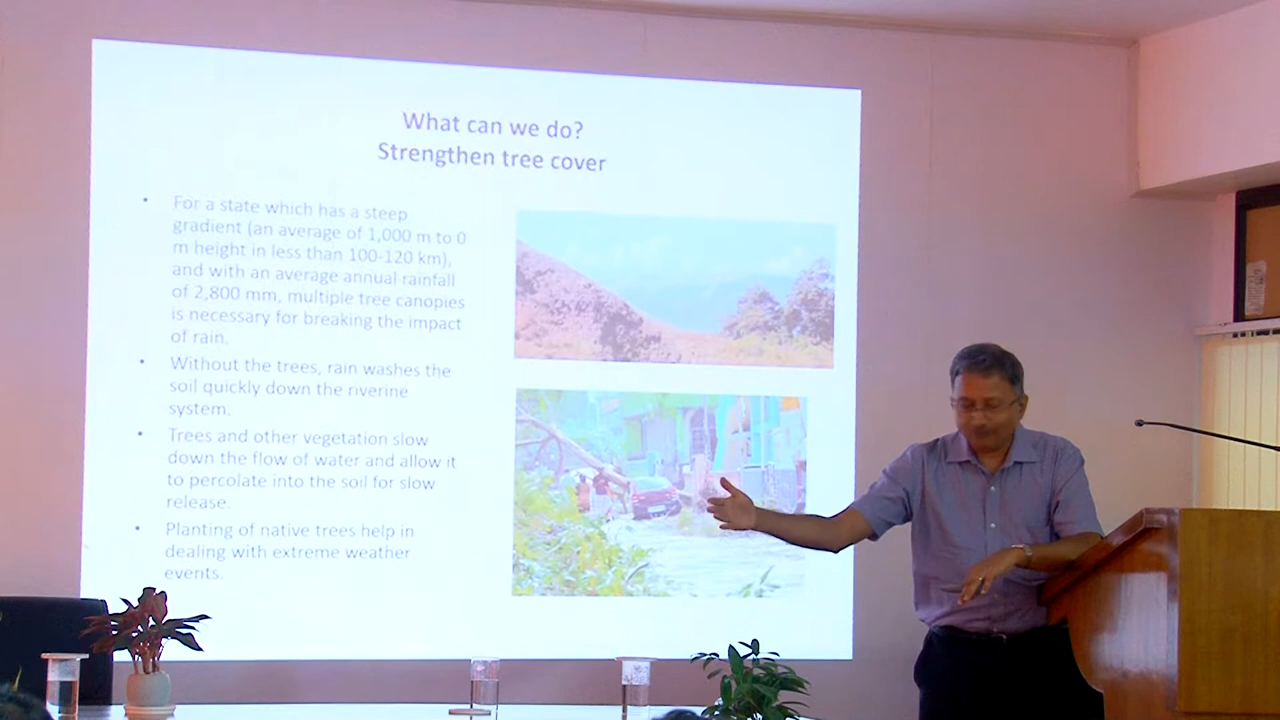 What can we do?
Strengthen tree cover
• For a state which has a steep
gradient (an average of 1,000 m to 0
m height in less than 100-120 km),
and with an average annual rainfall
of 2,800 mm, multiple tree canopies
is necessary for breaking the impact
of rain.
• Without the trees, rain washes the
soil quickly down the riverine
system.
• Trees and other vegetation slow
down the flow of water and allow it
to percolate into the soil for slow
release.
• Planting of native trees help in
dealing with extreme weather
events.